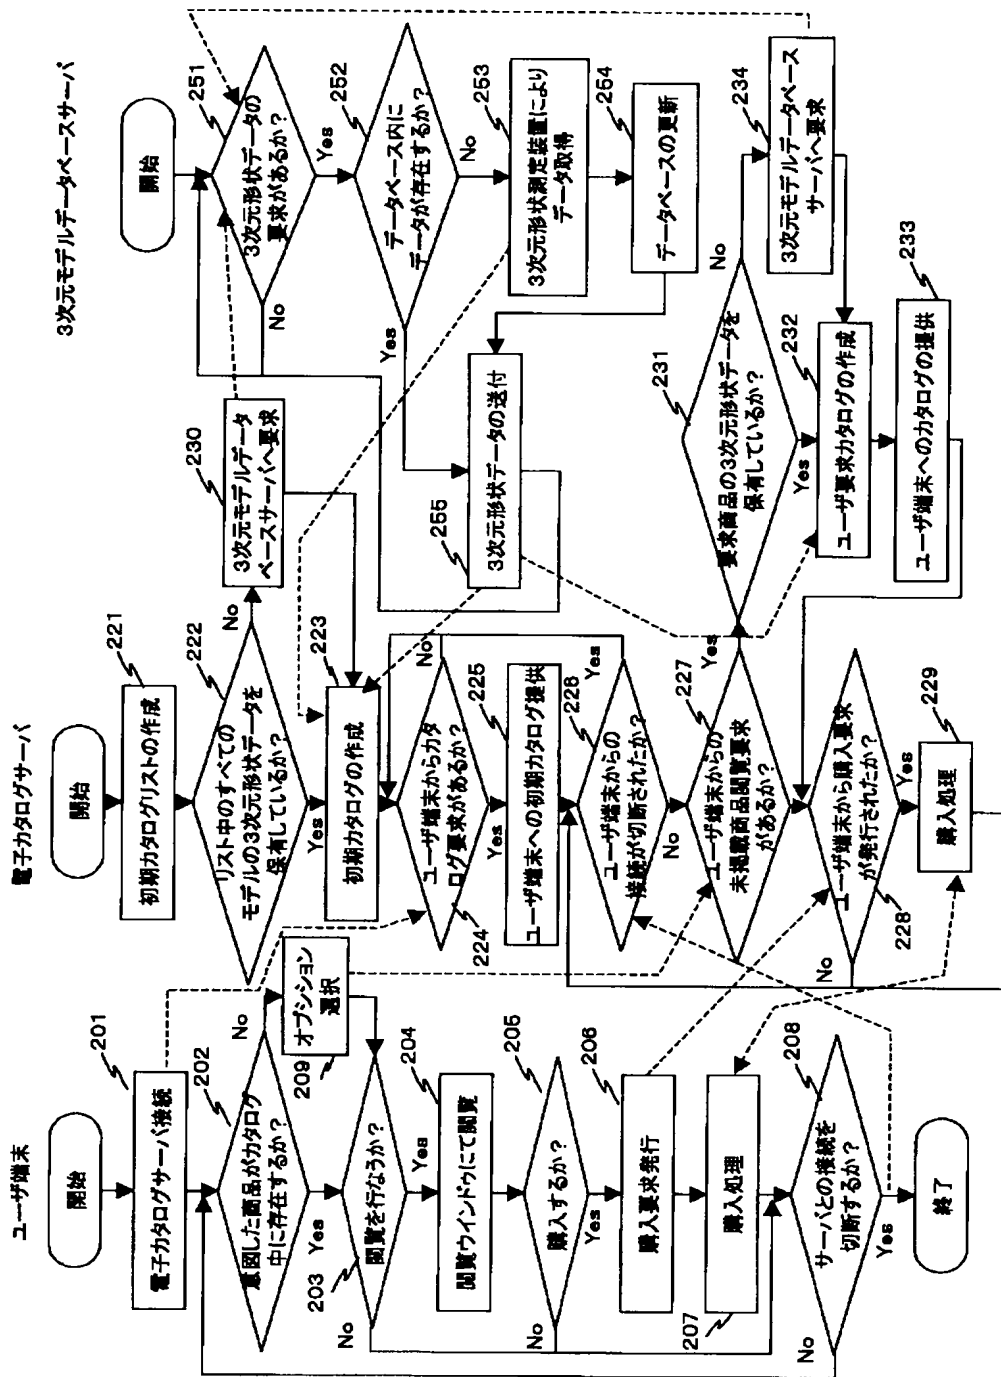 ユーザ端末
開始
201
電子カタログサーバ接続
202
意図した商品がカタログ
中に存在するか?
No
Yes
オプション
選択
209
203
閲覧を行なうか?
No
Yes
204
閲覧ウインドウにて閲覧
205
購入するか?
No
Yes
206
購入要求発行
207
購入処理
208
サーバとの接続を
切断するか?
No
Yes
終了
電子カタログサーバ
開始
221
初期カタログリストの作成
222
リスト中のすべての
モデルの3次元形状データを
保有しているか?
No
Yes
230
3次元モデルデータ
ベースサーバへ要求
223
初期カタログの作成
224
ユーザ端末からカタ
ログ要求があるか?
No
Yes
225
ユーザ端末への初期カタログ提供
226
ユーザ端末からの
接続が切断されたか?
Yes
No
227
ユーザ端末からの
未掲載商品閲覧要求
があるか?
Yes
228
ユーザ端末から購入要求
が発行されたか?
No
Yes
229
購入処理
231
要求商品の3次元形状データを
保有しているか?
No
Yes
232
ユーザ要求カタログの作成
233
ユーザ端末へのカタログの提供
234
3次元モデルデータベース
サーバへ要求
3次元モデルデータベースサーバ
開始
251
3次元形状データの
要求があるか?
No
Yes
252
データベース内に
データが存在するか?
Yes
No
253
3次元形状測定装置により
データ取得
254
データベースの更新
255
3次元形状データの送付